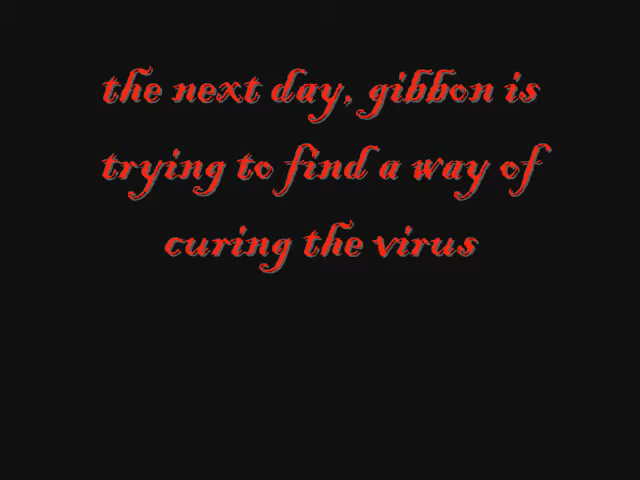 the next day, gibbon is
trying to find a way of
curing the virus